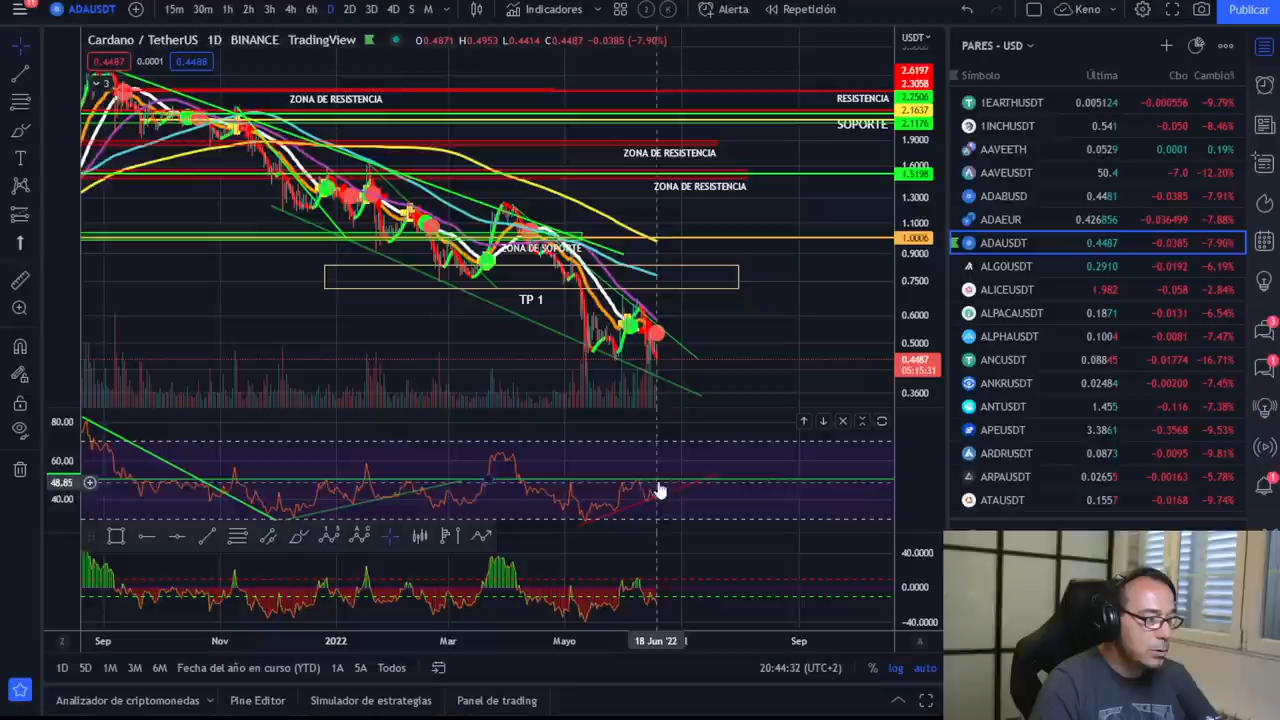 11
ADAUSDT 15m 30m 1h 2h 3h 4h 6h D 2D 3D 4D S M Indicadores Alerta Repetición Keno Publicar
Cardano / TetherUS 1D BINANCE TradingView O0.4871 H0.4953 L0.4414 C0.4487 -0.0385 (-7.90%)
0.4487 0.0001 0.4488
3
USDT
2.6197
2.3058
2.2506
2.1637
2.1176
1.9000
1.6000
1.5198
1.3000
1.1000
1.0006
0.9000
0.7500
0.6000
0.5000
0.4487
05:15:31
0.3600
ZONA DE RESISTENCIA
RESISTENCIA
SOPORTE
ZONA DE RESISTENCIA
ZONA DE RESISTENCIA
ZONA DE SOPORTE
TP 1
80.00
60.00
48.85
40.00
40.0000
0.0000
-40.0000
Sep Nov 2022 Mar Mayo 18 Jun '22 Sep
Z A
1D 5D 1M 3M 6M Fecha del año en curso (YTD) 1A 5A Todos 20:44:32 (UTC+2) % log auto
Analizador de criptomonedas Pine Editor Simulador de estrategias Panel de trading
PARES - USD
Símbolo Última Cbo Cambio%
1EARTHUSDT 0.005124 -0.000556 -9.79%
1INCHUSDT 0.541 -0.050 -8.46%
AAVEETH 0.0529 0.0001 0.19%
AAVEUSDT 50.4 -7.0 -12.20%
ADABUSD 0.4481 -0.0385 -7.91%
ADAEUR 0.426856 -0.036499 -7.88%
ADAUSDT 0.4487 -0.0385 -7.90%
ALGOUSDT 0.2910 -0.0192 -6.19%
ALICEUSDT 1.982 -0.058 -2.84%
ALPACAUSDT 0.1871 -0.0131 -6.54%
ALPHAUSDT 0.1004 -0.0081 -7.47%
ANCUSDT 0.08845 -0.01774 -16.71%
ANKRUSDT 0.02484 -0.00200 -7.45%
ANTUSDT 1.455 -0.116 -7.38%
APEUSDT 3.3861 -0.3568 -9.53%
ARDRUSDT 0.0873 -0.0095 -9.81%
ARPAUSDT 0.02655 -0.00278 -9.48%
ATAUSDT 0.1557 -0.0168 -9.74%
3
1
1